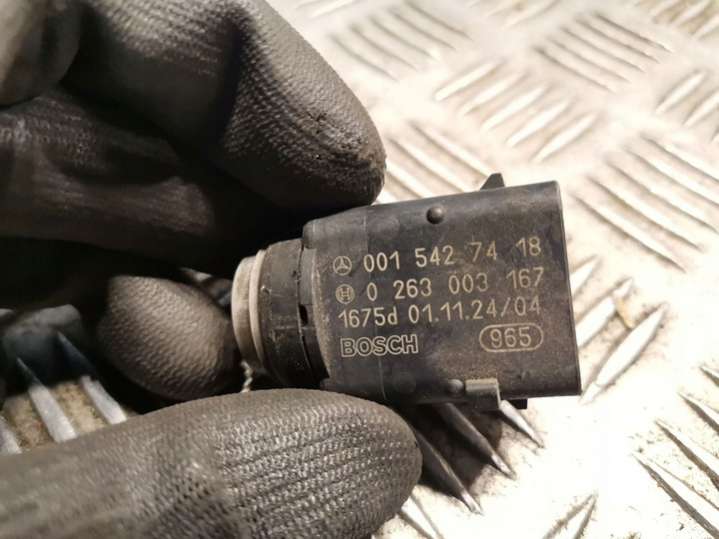 001 542 74 18
0 263 003 167
1675d 01.11.24/04
BOSCH 965